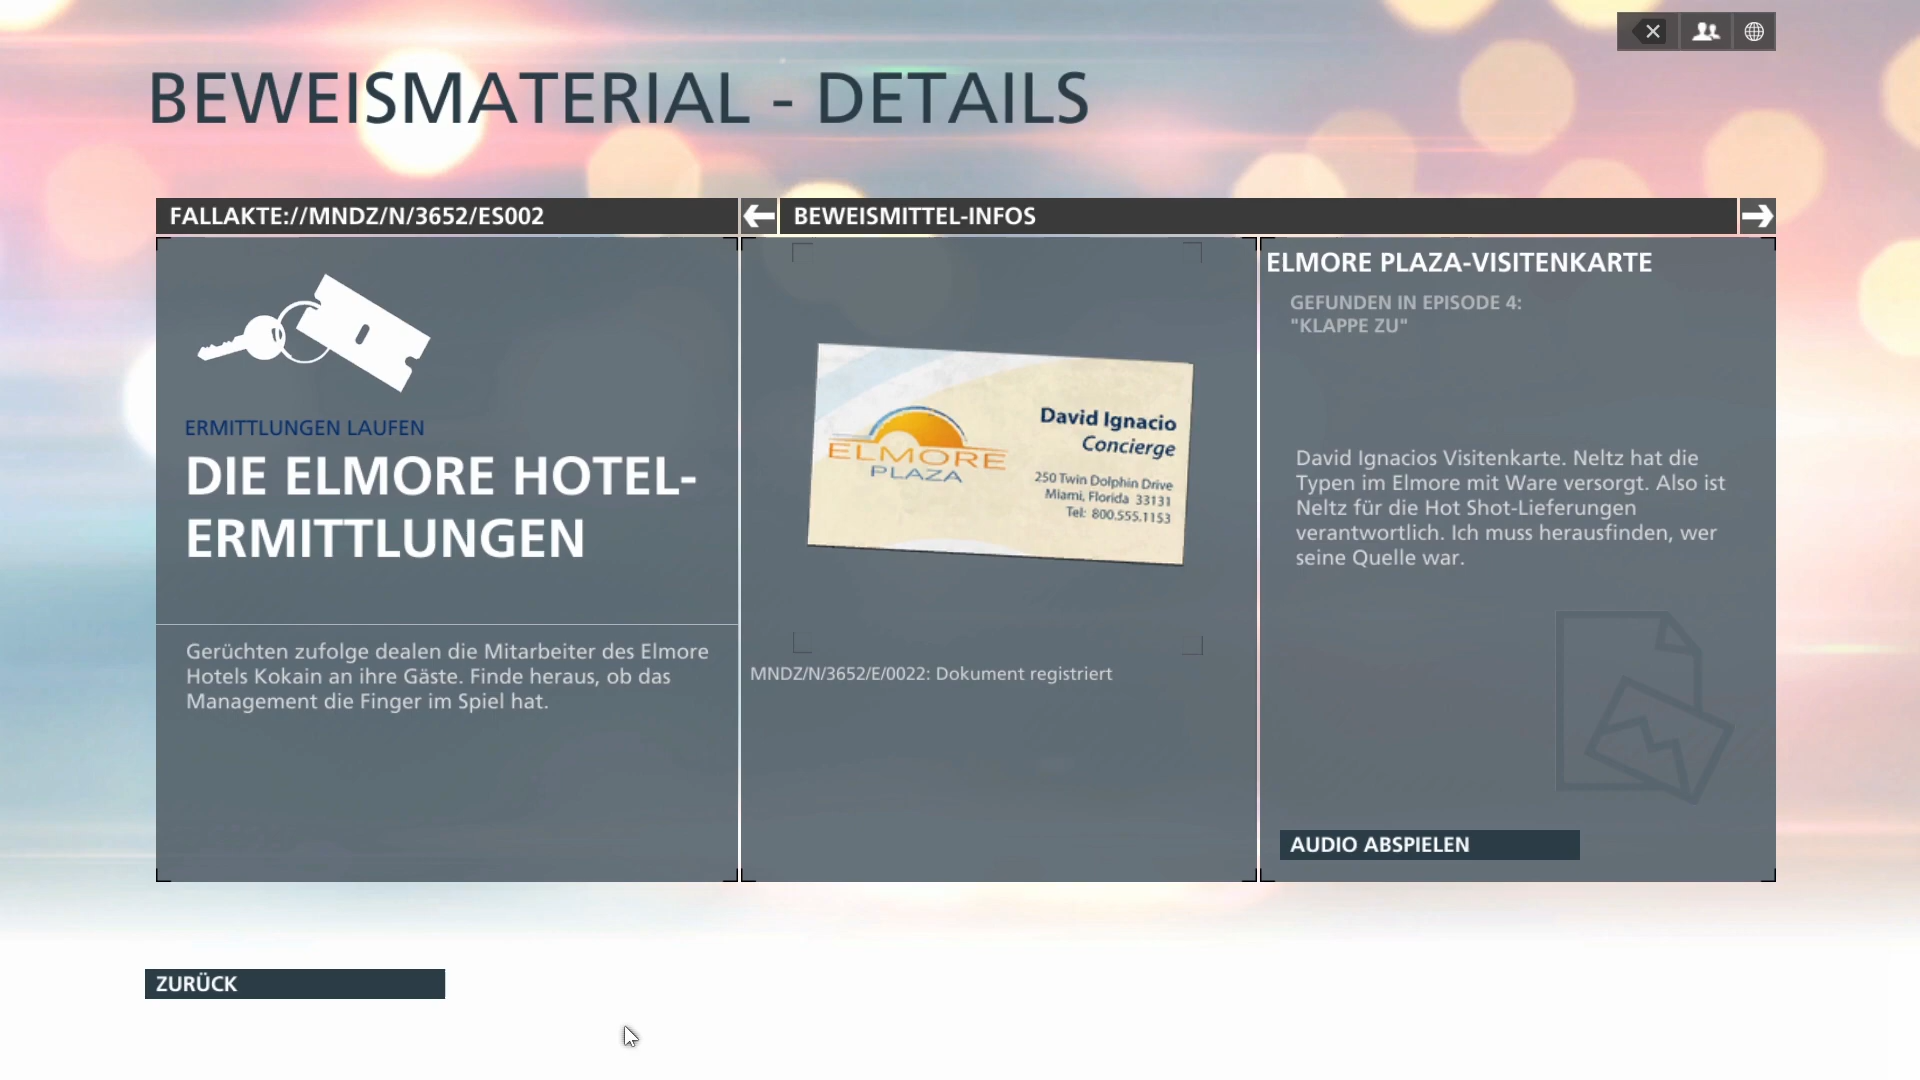 BEWEISMATERIAL - DETAILS
FALLAKTE://MNDZ/N/3652/ES002
ERMITTLUNGEN LAUFEN
DIE ELMORE HOTEL-
ERMITTLUNGEN
Gerüchten zufolge dealen die Mitarbeiter des Elmore
Hotels Kokain an ihre Gäste. Finde heraus, ob das
Management die Finger im Spiel hat.
BEWEISMITTEL-INFOS
ELMORE
PLAZA
David Ignacio
Concierge
250 Twin Dolphin Drive
Miami, Florida 33131
Tel: 800.555.1153
MNDZ/N/3652/E/0022: Dokument registriert
ELMORE PLAZA-VISITENKARTE
GEFUNDEN IN EPISODE 4:
"KLAPPE ZU"
David Ignacios Visitenkarte. Neltz hat die
Typen im Elmore mit Ware versorgt. Also ist
Neltz für die Hot Shot-Lieferungen
verantwortlich. Ich muss herausfinden, wer
seine Quelle war.
AUDIO ABSPIELEN
ZURÜCK